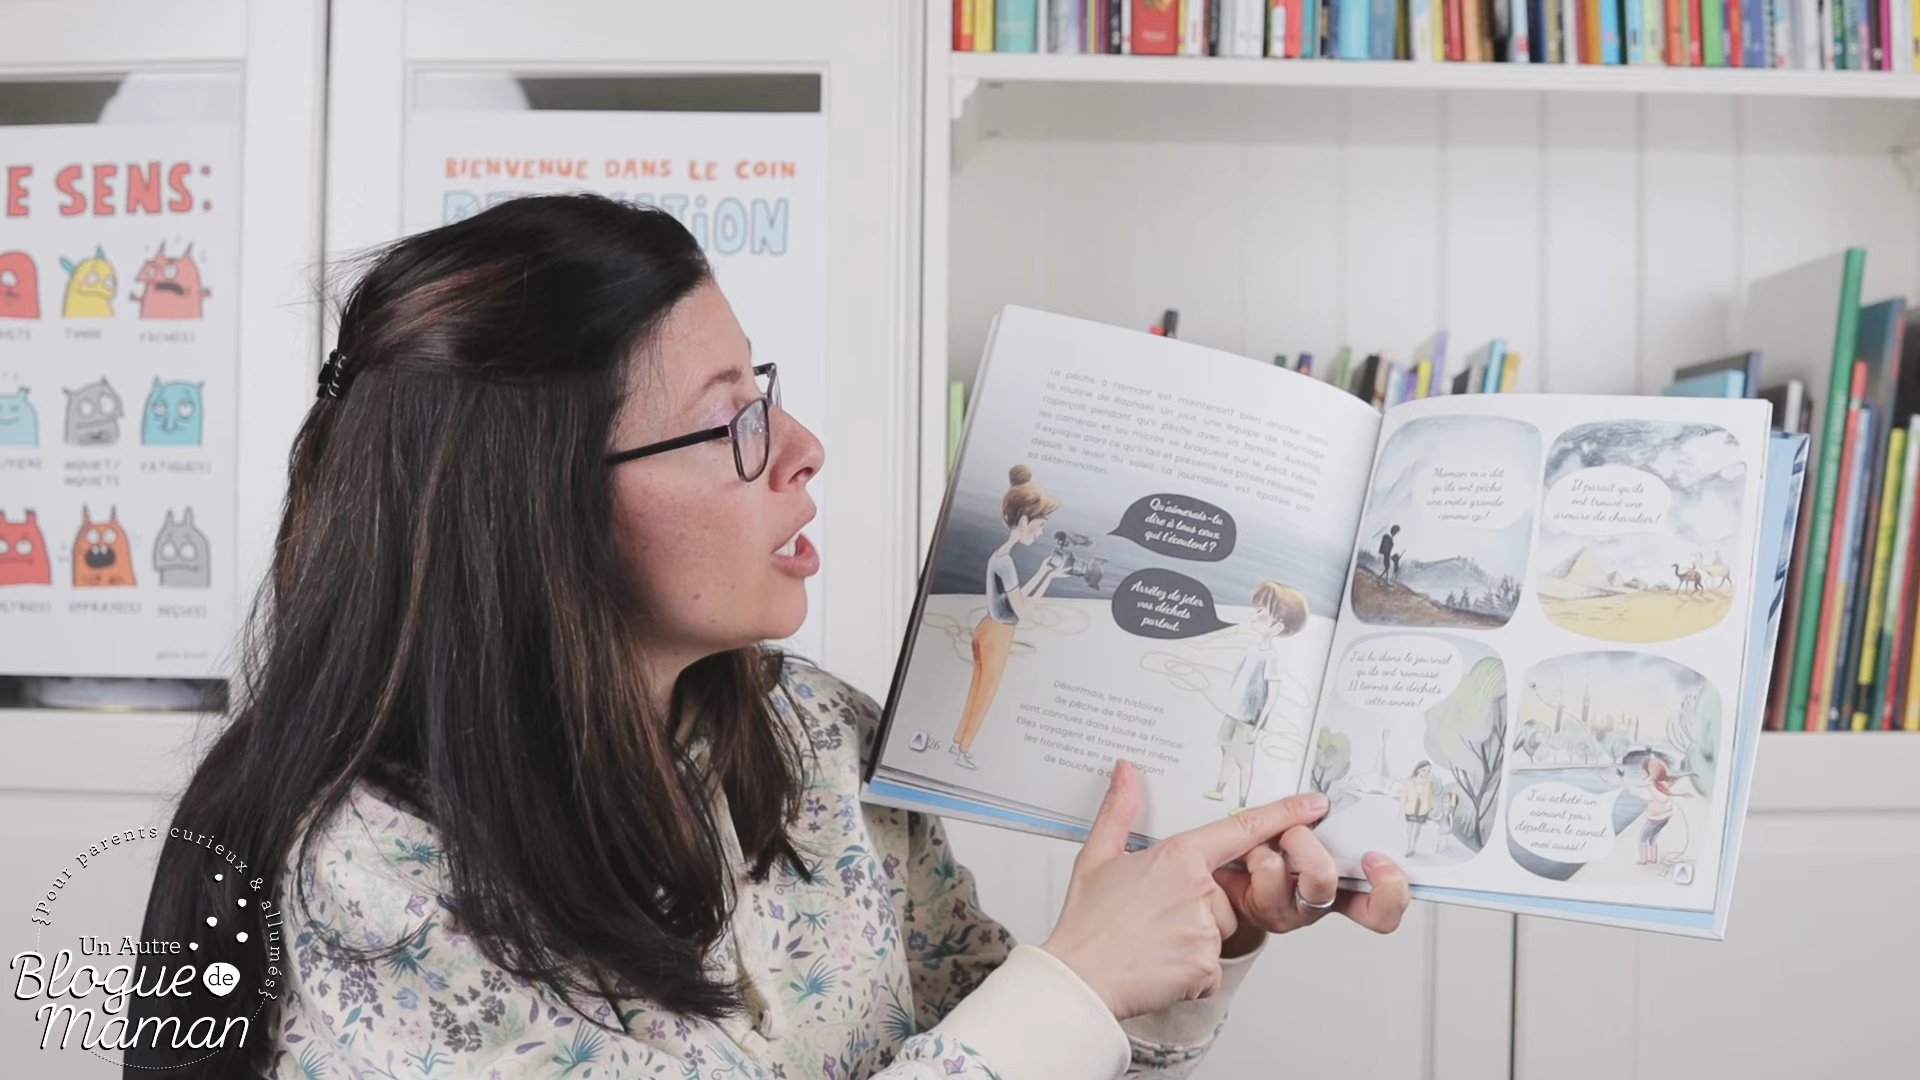 E SENS:
TIMIDE
FÂCHÉ(E)
INQUIET/
INQUIÈTE
FATIGUÉ(E)
EFFRAYÉ(E)
DÉÇU(E)
BIENVENUE DANS LE COIN
La pêche à l'aimant est maintenant bien ancrée dans
la routine de Raphaël. Un jour, une équipe de tournage
l'aperçoit pendant qu'il pêche avec sa famille. Aussitôt,
les caméras et les micros se braquent sur le petit héros.
Il explique alors ce qu'il fait et présente les prises recueillies
depuis le lever du soleil. La journaliste est épatée par
sa détermination.
Qu'aimerais-tu
dire à tous ceux
qui t'écoutent ?
Arrêtez de jeter
vos déchets
partout.
Désormais, les histoires
de pêche de Raphaël
sont connues dans toute la France.
Elles voyagent et traversent même
les frontières en se
de bouche à
26
Maman m'a dit
qu'ils ont pêché
une moto grande
comme ça !
Il paraît qu'ils
ont trouvé une
armure de chevalier !
J'ai lu dans le journal
qu'ils ont ramassé
11 tonnes de déchets
cette année !
J'ai acheté un
aimant pour
dépolluer le canal,
moi aussi !
27
{Pour parents curieux & allumés}
Un Autre
Blogue de
Maman